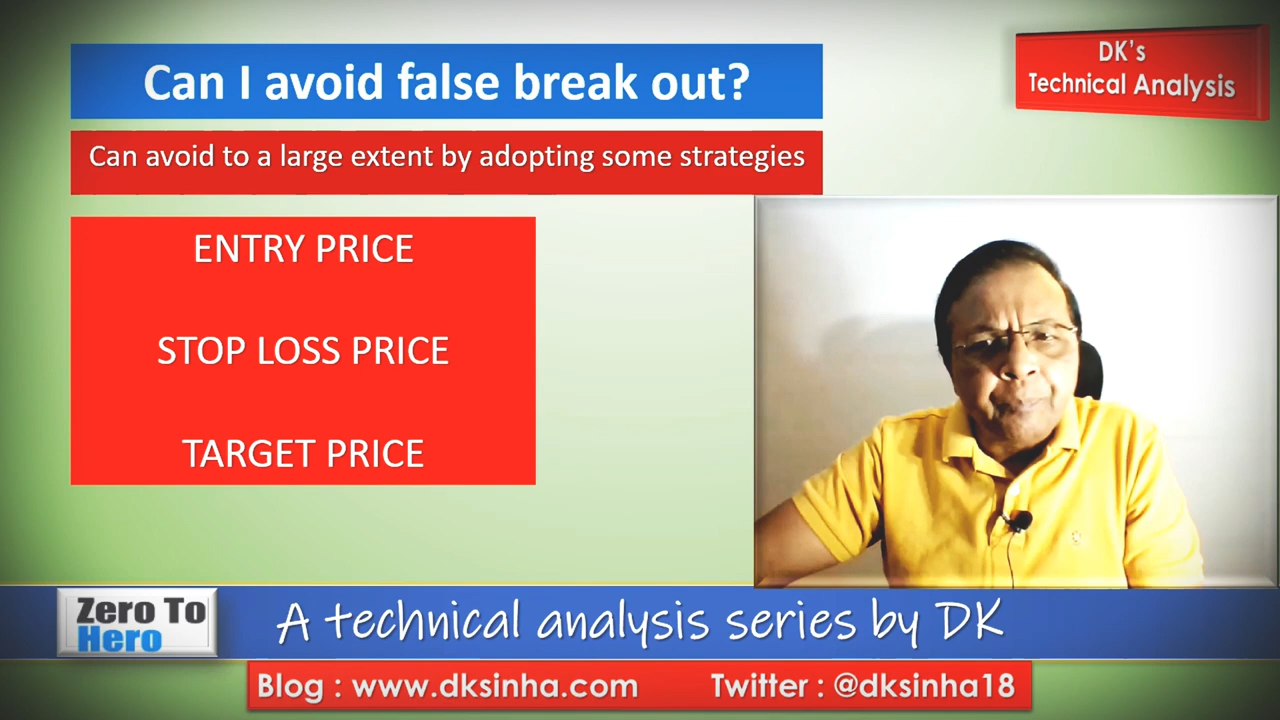 Can I avoid false break out?
DK's
Technical Analysis
Can avoid to a large extent by adopting some strategies
ENTRY PRICE
STOP LOSS PRICE
TARGET PRICE
Zero To
Hero
A technical analysis series by DK
Blog : www.dksinha.com Twitter : @dksinha18